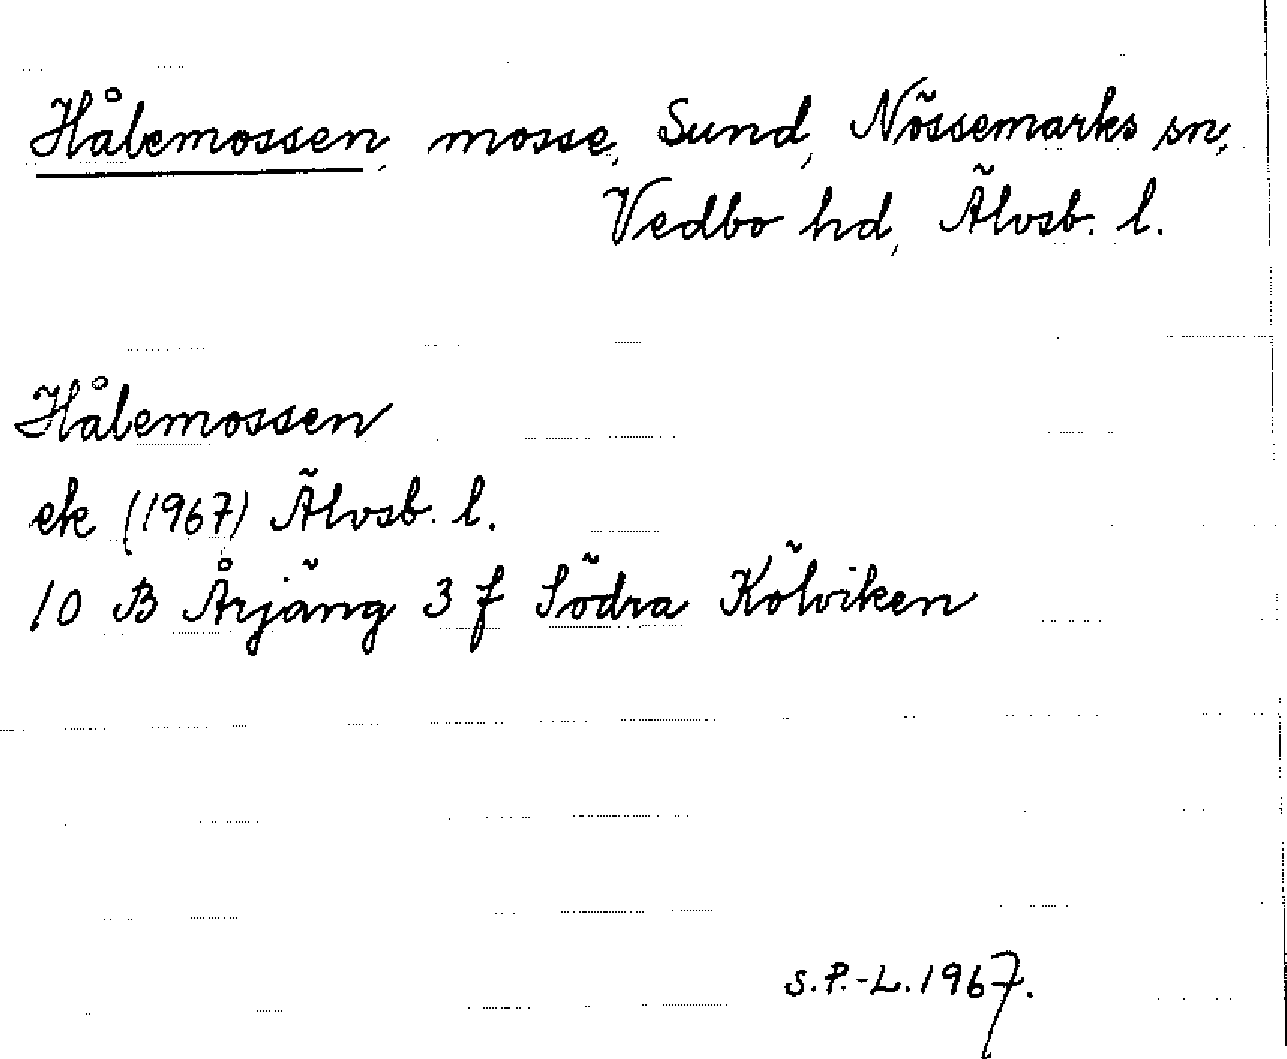 Hålemossen, mosse, Sund, Nössemarks sn,
Vedbo hd, Älvsb. l.
Hålemossen
ek (1967) Älvsb. l.
10 B Årjäng 3 f Södra Kölviken
S.P.-L. 1967.